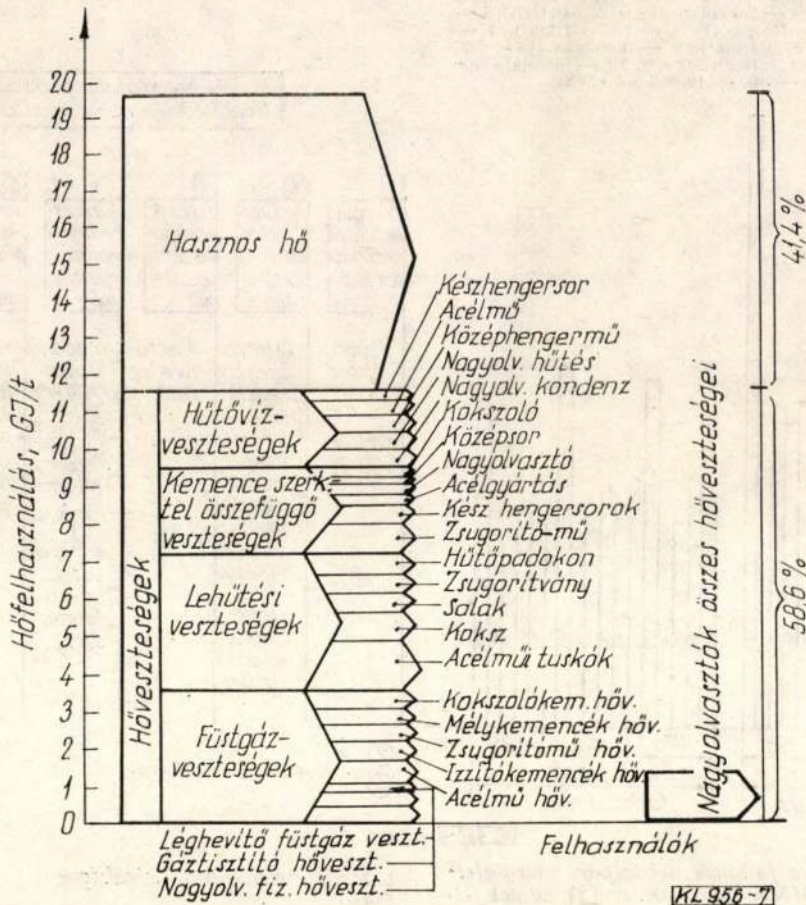 20
19
18
17
16
15
14
13
12
11
10
9
8
7
6
5
4
3
2
1
0
Hőfelhasználás, GJ/t
Hasznos hő
Hőveszteségek
Hűtővíz-
veszteségek
Kemence szerk.-
tel összefüggő
veszteségek
Lehűtési
veszteségek
Füstgáz-
veszteségek
Készhengersor
Acélmű
Középhengermű
Nagyolv. hűtés
Nagyolv. kondenz
Kokszoló
Középsor
Nagyolvasztó
Acélgyártás
Kész hengersorok
Zsugorító-mű
Hűtőpadokon
Zsugorítvány
Salak
Koksz
Acélműi tuskók
Kokszolókem. hőv.
Mélykemencék hőv.
Zsugorítómű hőv.
Izzítókemencék hőv.
Acélmű hőv.
Léghevítő füstgáz veszt.
Gáztisztító hőveszt.
Nagyolv. fiz. hőveszt.
Felhasználók
Nagyolvasztók összes hőveszteségei
41,4 %
58,6 %
KL 956-7